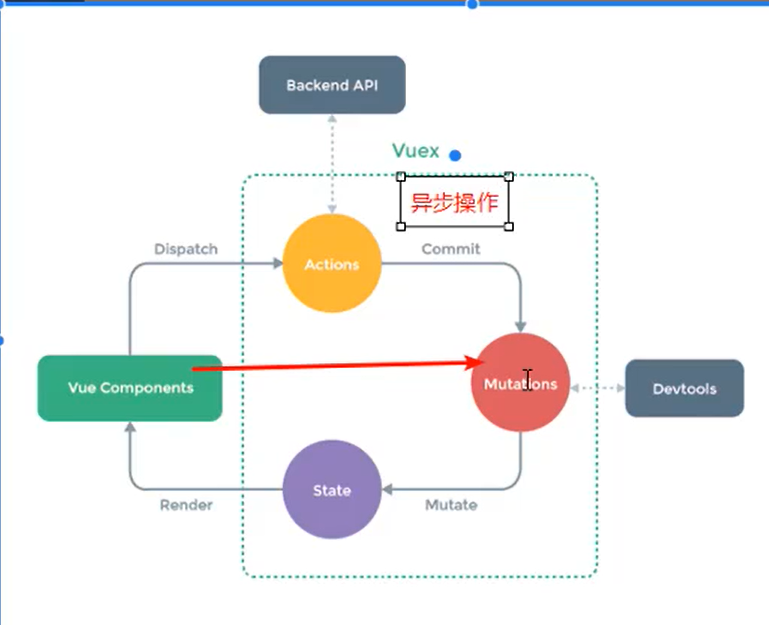 Backend API
Vuex
异步操作
Dispatch
Actions
Commit
Vue Components
Mutations
Devtools
State
Render
Mutate